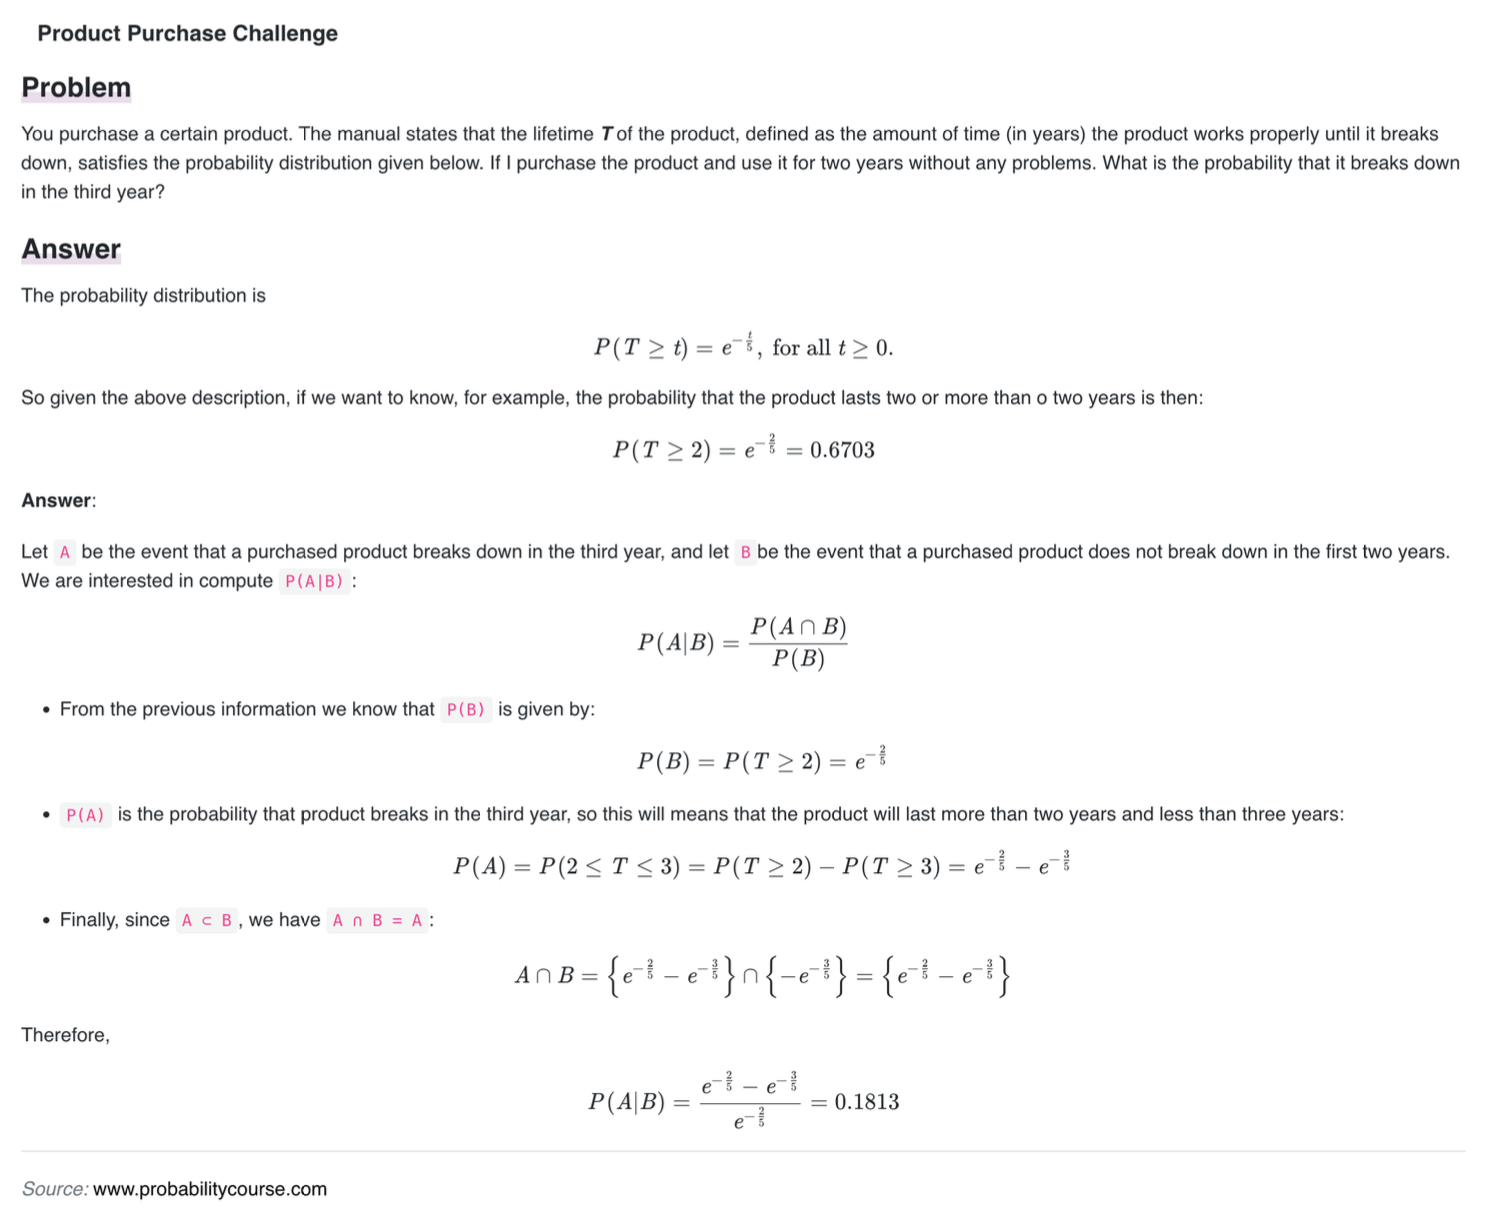 Product Purchase Challenge
Problem
You purchase a certain product. The manual states that the lifetime T of the product, defined as the amount of time (in years) the product works properly until it breaks
down, satisfies the probability distribution given below. If I purchase the product and use it for two years without any problems. What is the probability that it breaks down
in the third year?
Answer
The probability distribution is
$P(T \geq t) = e^{-\frac{t}{5}}, \text{ for all } t \geq 0.$
So given the above description, if we want to know, for example, the probability that the product lasts two or more than o two years is then:
$P(T \geq 2) = e^{-\frac{2}{5}} = 0.6703$
Answer:
Let A be the event that a purchased product breaks down in the third year, and let B be the event that a purchased product does not break down in the first two years.
We are interested in compute P(A|B) :
$P(A|B) = \frac{P(A \cap B)}{P(B)}$
• From the previous information we know that P(B) is given by:
$P(B) = P(T \geq 2) = e^{-\frac{2}{5}}$
• P(A) is the probability that product breaks in the third year, so this will means that the product will last more than two years and less than three years:
$P(A) = P(2 \leq T \leq 3) = P(T \geq 2) - P(T \geq 3) = e^{-\frac{2}{5}} - e^{-\frac{3}{5}}$
• Finally, since A ⊂ B , we have A ∩ B = A :
$A \cap B = \left\{e^{-\frac{2}{5}} - e^{-\frac{3}{5}}\right\} \cap \left\{-e^{-\frac{3}{5}}\right\} = \left\{e^{-\frac{2}{5}} - e^{-\frac{3}{5}}\right\}$
Therefore,
$P(A|B) = \frac{e^{-\frac{2}{5}} - e^{-\frac{3}{5}}}{e^{-\frac{2}{5}}} = 0.1813$
Source: www.probabilitycourse.com